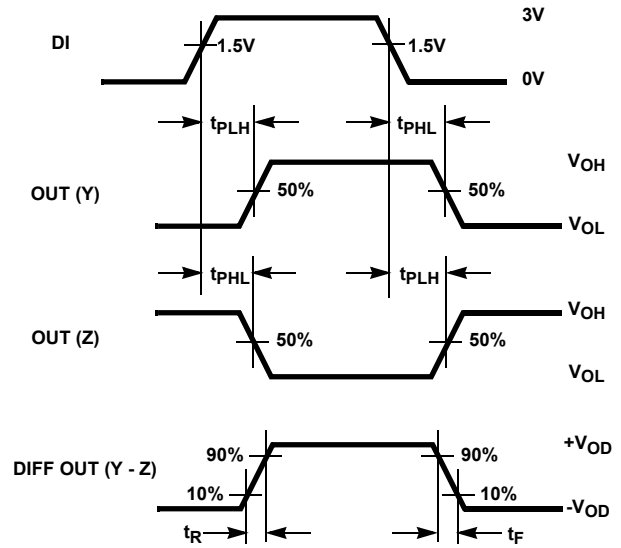 3V
DI
1.5V
1.5V
0V
tPLH
tPHL
VOH
OUT (Y)
50%
50%
VOL
tPHL
tPLH
VOH
OUT (Z)
50%
50%
VOL
+VOD
DIFF OUT (Y - Z)
90%
90%
10%
10%
-VOD
tR
tF